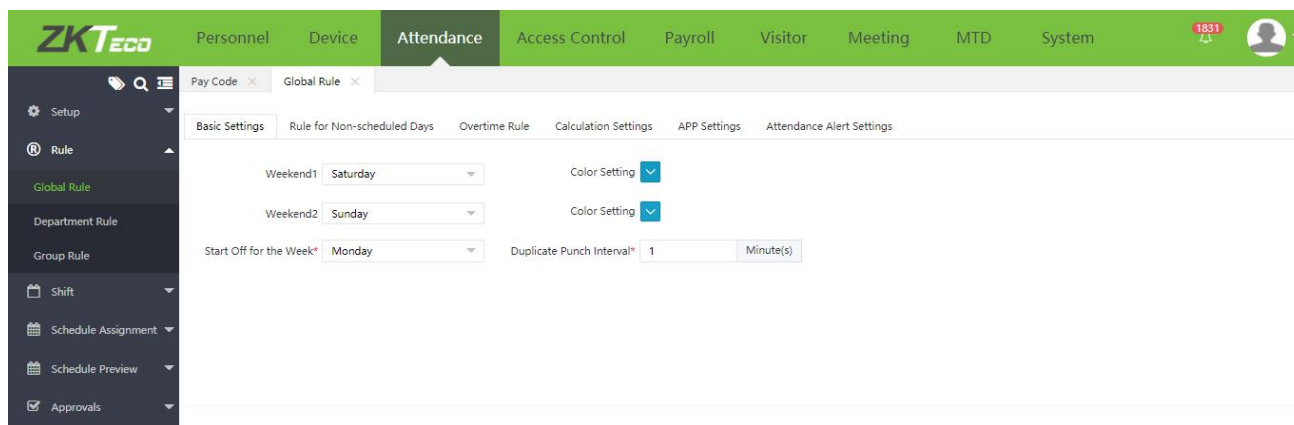 ZKTeco Personnel Device Attendance Access Control Payroll Visitor Meeting MTD System 1831
Pay Code Global Rule
Setup
Basic Settings Rule for Non-scheduled Days Overtime Rule Calculation Settings APP Settings Attendance Alert Settings
Rule
Weekend1 Saturday Color Setting
Global Rule
Weekend2 Sunday Color Setting
Department Rule
Start Off for the Week* Monday Duplicate Punch Interval* 1 Minute(s)
Group Rule
Shift
Schedule Assignment
Schedule Preview
Approvals